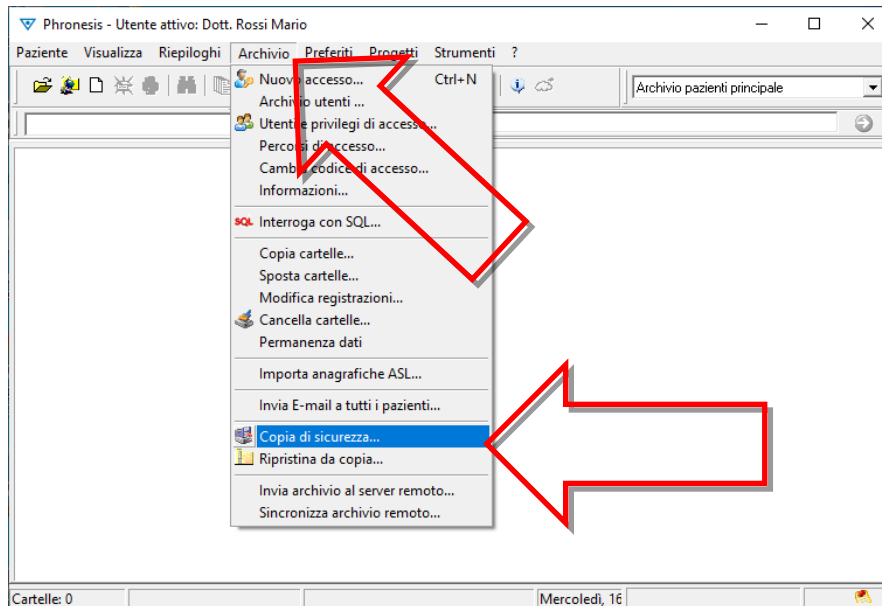 Phronesis - Utente attivo: Dott. Rossi Mario
Paziente Visualizza Riepiloghi Archivio Preferiti Progetti Strumenti ?
Archivio pazienti principale
Nuovo accesso... Ctrl+N
Archivio utenti ...
Utenti e privilegi di accesso...
Percorsi di accesso...
Cambia codice di accesso...
Informazioni...
SQL Interroga con SQL...
Copia cartelle...
Sposta cartelle...
Modifica registrazioni...
Cancella cartelle...
Permanenza dati
Importa anagrafiche ASL...
Invia E-mail a tutti i pazienti...
Copia di sicurezza...
Ripristina da copia...
Invia archivio al server remoto...
Sincronizza archivio remoto...
Cartelle: 0 Mercoledì, 16